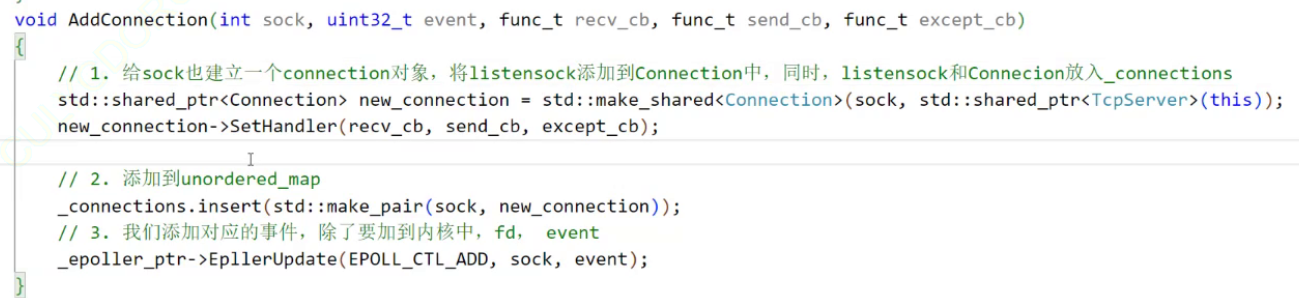 void AddConnection(int sock, uint32_t event, func_t recv_cb, func_t send_cb, func_t except_cb)
{
// 1. 给sock也建立一个connection对象，将listensock添加到Connection中，同时，listensock和Connecion放入_connections
std::shared_ptr<Connection> new_connection = std::make_shared<Connection>(sock, std::shared_ptr<TcpServer>(this));
new_connection->SetHandler(recv_cb, send_cb, except_cb);
// 2. 添加到unordered_map
_connections.insert(std::make_pair(sock, new_connection));
// 3. 我们添加对应的事件，除了要加到内核中，fd， event
_epoller_ptr->EpllerUpdate(EPOLL_CTL_ADD, sock, event);
}